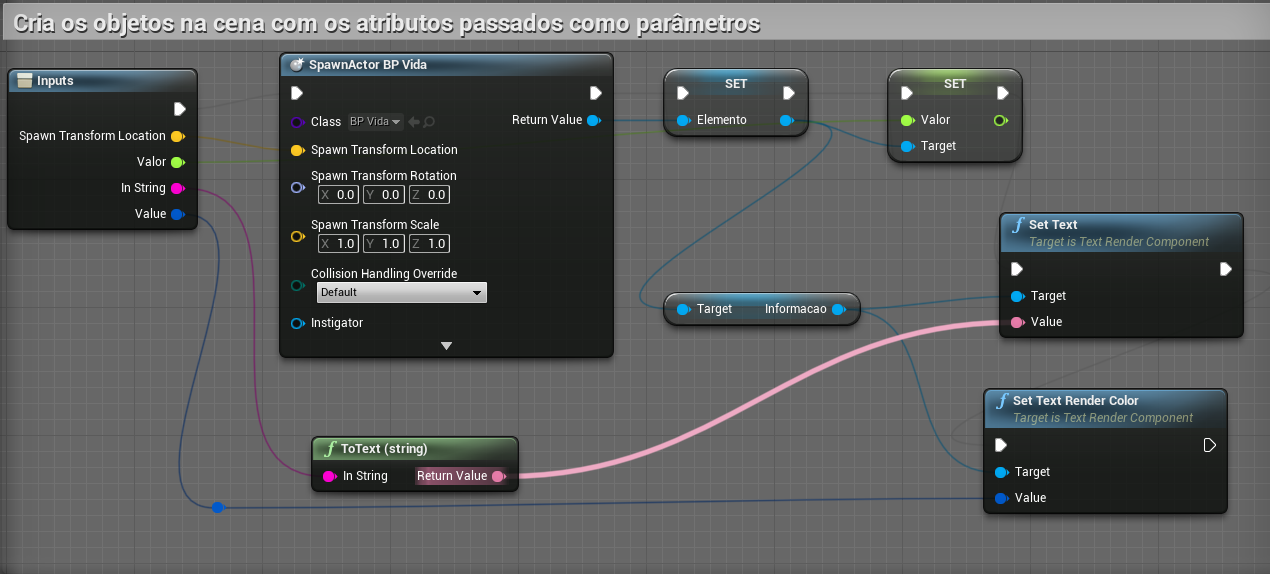 Cria os objetos na cena com os atributos passados como parâmetros
Inputs
Spawn Transform Location
Valor
In String
Value
SpawnActor BP Vida
Class BP Vida
Return Value
Spawn Transform Location
Spawn Transform Rotation
X 0.0 Y 0.0 Z 0.0
Spawn Transform Scale
X 1.0 Y 1.0 Z 1.0
Collision Handling Override
Default
Instigator
SET
Elemento
SET
Valor
Target
Target Informacao
f Set Text
Target is Text Render Component
Target
Value
f Set Text Render Color
Target is Text Render Component
Target
Value
f ToText (string)
In String Return Value